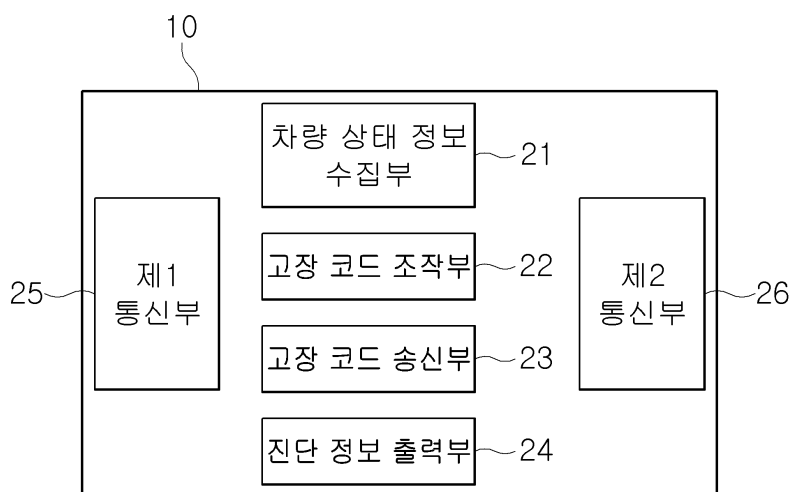 10
차량 상태 정보
수집부
21
고장 코드 조작부
22
제1
통신부
25
제2
통신부
26
고장 코드 송신부
23
진단 정보 출력부
24